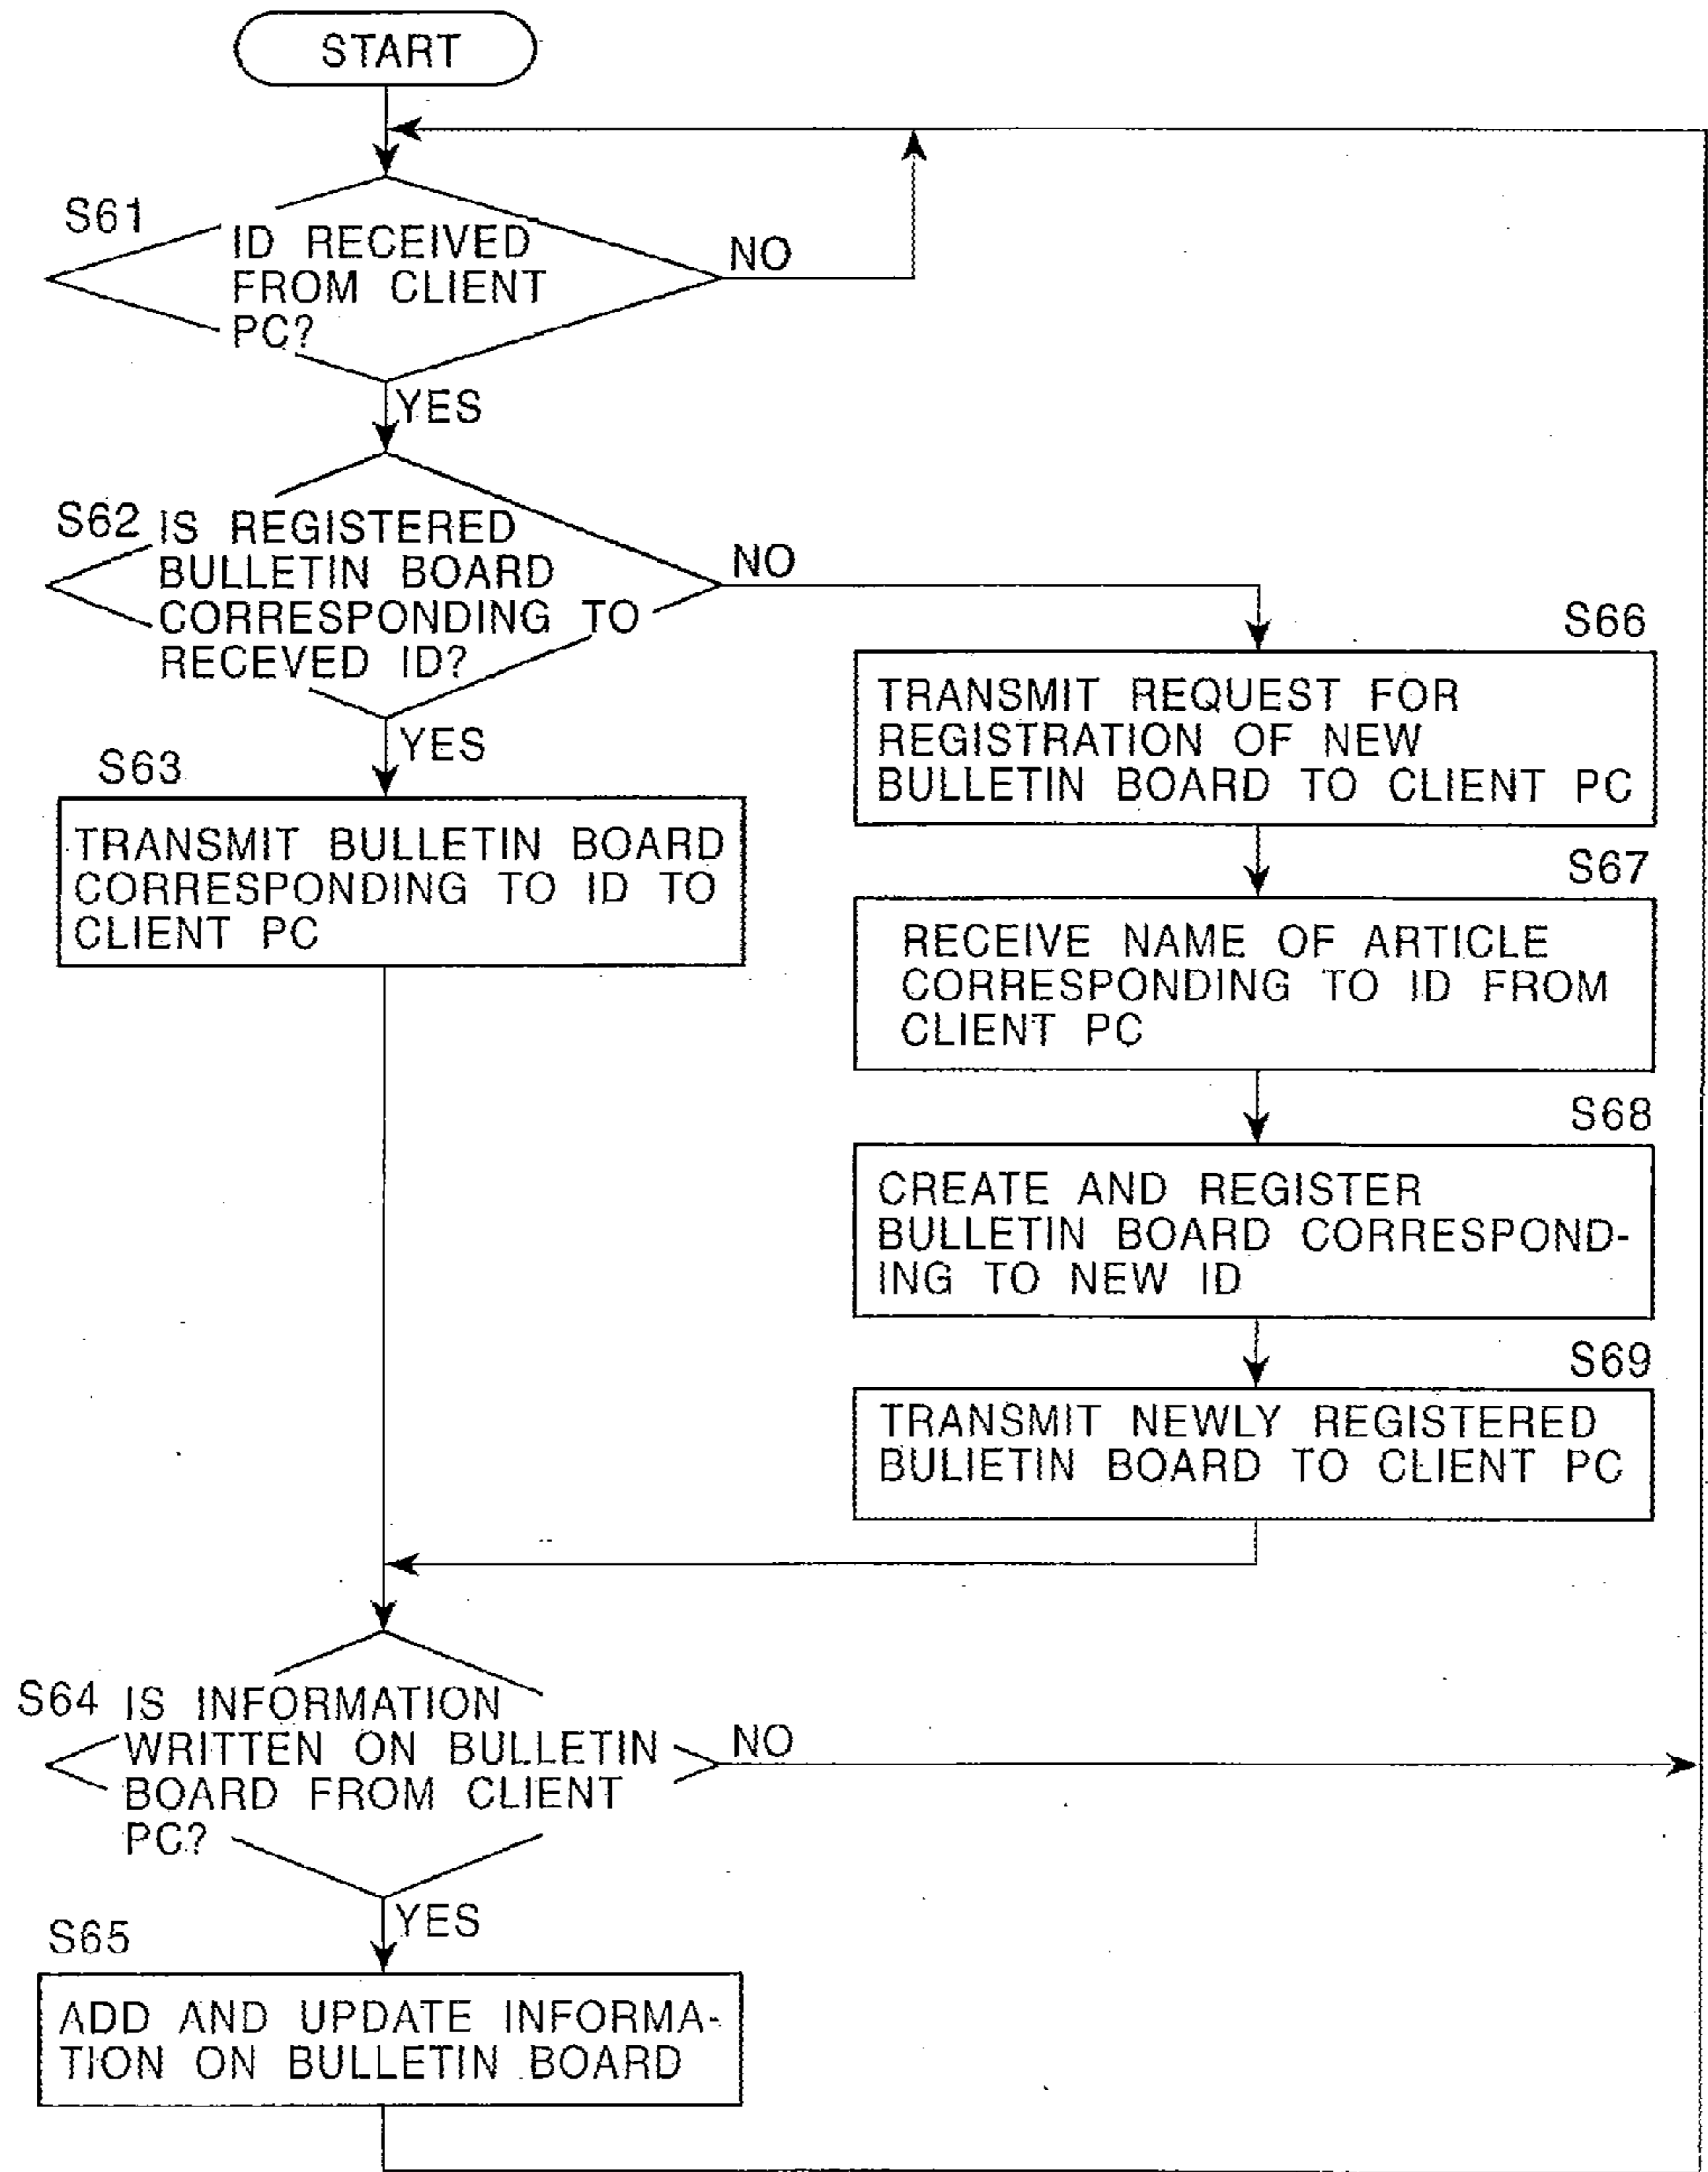 START
S61
ID RECEIVED
FROM CLIENT
PC?
NO
YES
S62
IS REGISTERED
BULLETIN BOARD
CORRESPONDING TO
RECEVED ID?
NO
YES
S63
TRANSMIT BULLETIN BOARD
CORRESPONDING TO ID TO
CLIENT PC
S66
TRANSMIT REQUEST FOR
REGISTRATION OF NEW
BULLETIN BOARD TO CLIENT PC
S67
RECEIVE NAME OF ARTICLE
CORRESPONDING TO ID FROM
CLIENT PC
S68
CREATE AND REGISTER
BULLETIN BOARD CORRESPOND-
ING TO NEW ID
S69
TRANSMIT NEWLY REGISTERED
BULIETIN BOARD TO CLIENT PC
S64
IS INFORMATION
WRITTEN ON BULLETIN
BOARD FROM CLIENT
PC?
NO
YES
S65
ADD AND UPDATE INFORMA-
TION ON BULLETIN BOARD